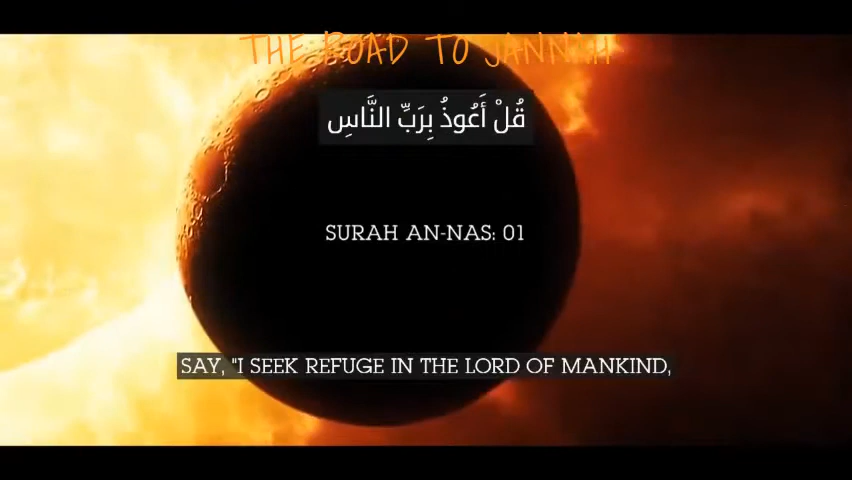 THE ROAD TO JANNAH
قُلْ أَعُوذُ بِرَبِّ النَّاسِ
SURAH AN-NAS: 01
SAY, "I SEEK REFUGE IN THE LORD OF MANKIND,